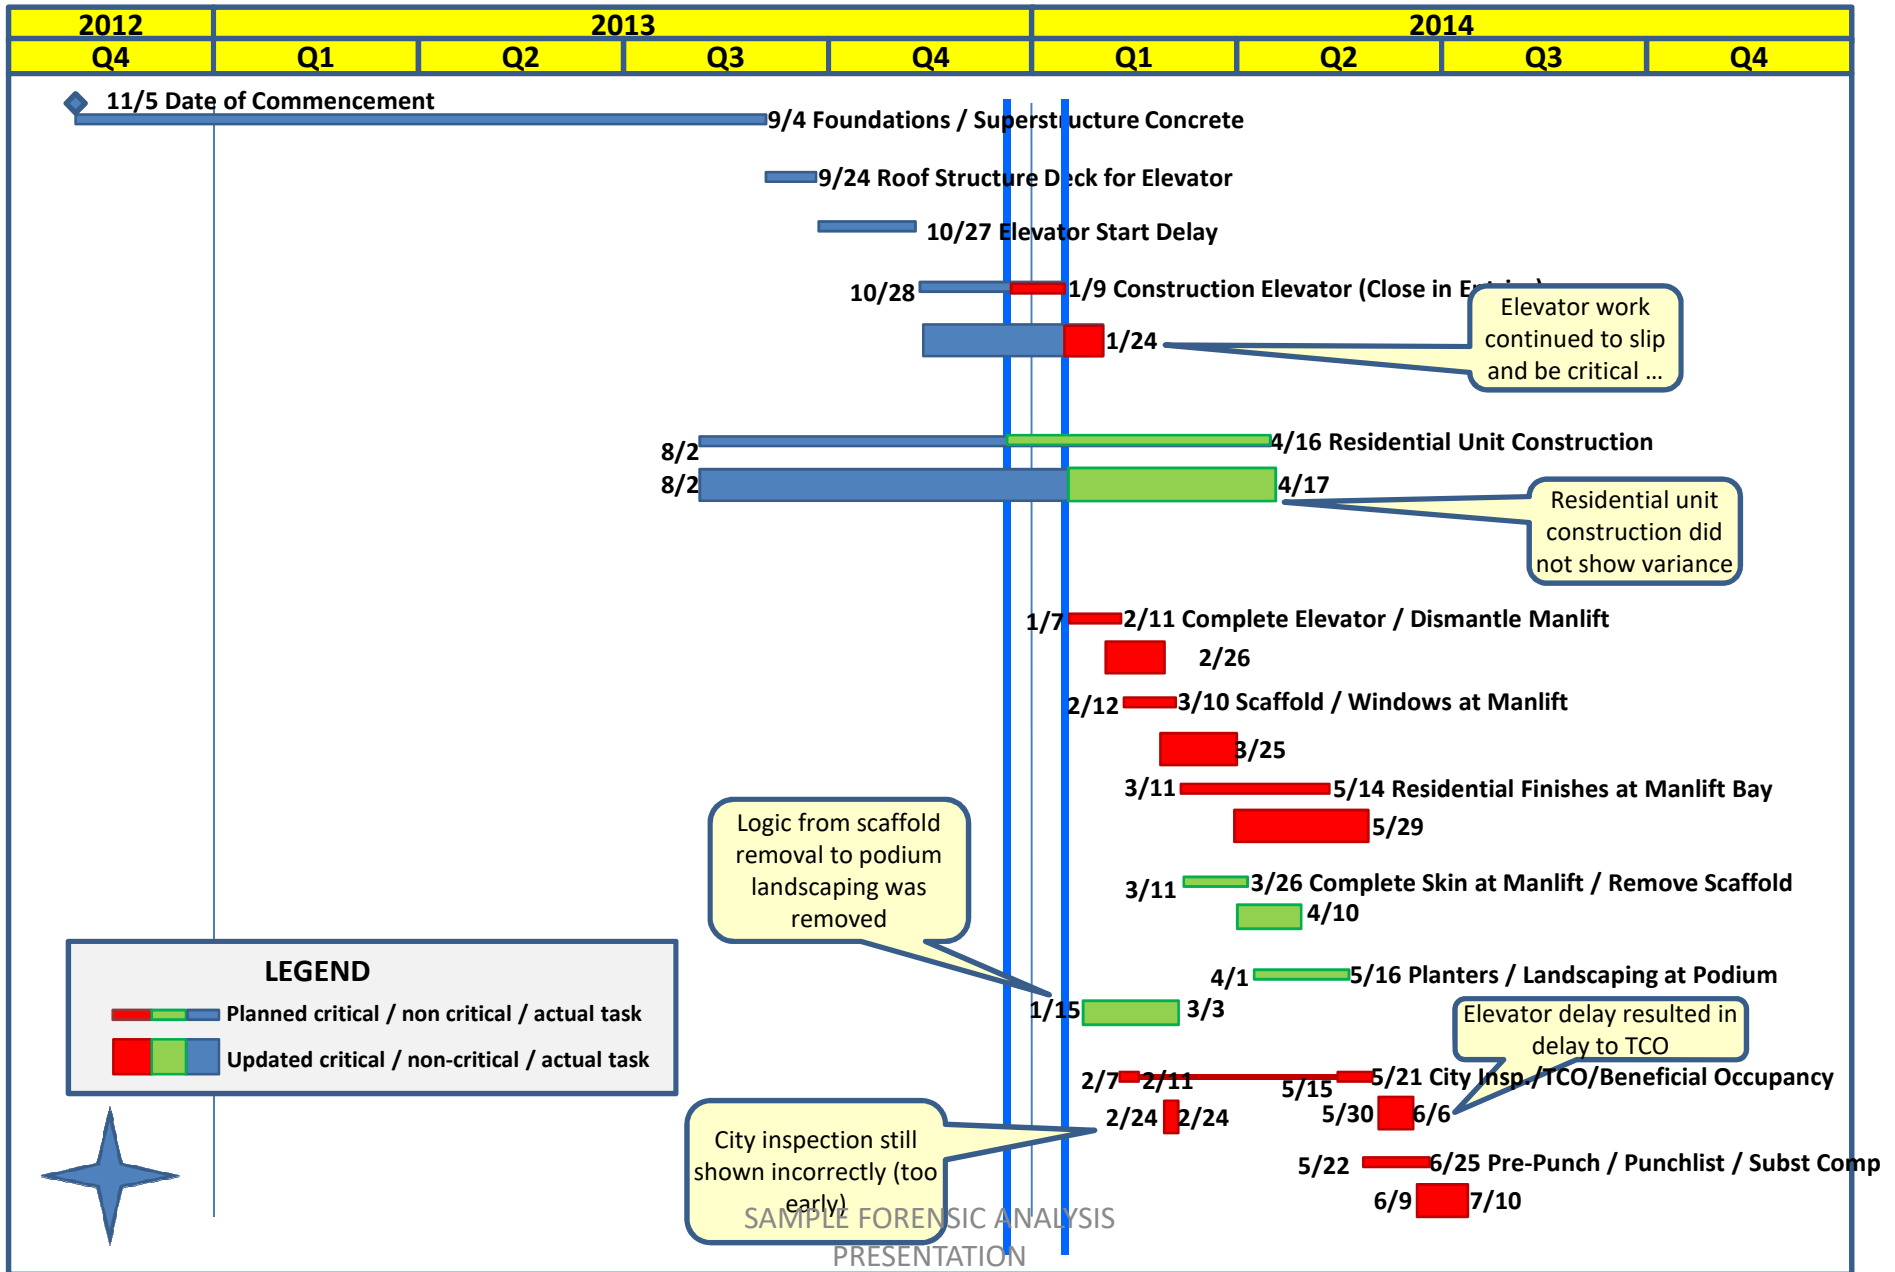 2012 2013 2014
Q4 Q1 Q2 Q3 Q4 Q1 Q2 Q3 Q4
11/5 Date of Commencement
9/4 Foundations / Superstructure Concrete
9/24 Roof Structure Deck for Elevator
10/27 Elevator Start Delay
10/28
1/9 Construction Elevator (Close in
1/24
Elevator work
continued to slip
and be critical ...
8/2
4/16 Residential Unit Construction
8/2
4/17
Residential unit
construction did
not show variance
1/7
2/11 Complete Elevator / Dismantle Manlift
2/26
2/12
3/10 Scaffold / Windows at Manlift
3/25
3/11
5/14 Residential Finishes at Manlift Bay
5/29
Logic from scaffold
removal to podium
landscaping was
removed
3/11
3/26 Complete Skin at Manlift / Remove Scaffold
4/10
4/1
5/16 Planters / Landscaping at Podium
1/15
3/3
Elevator delay resulted in
delay to TCO
2/7
2/11
5/15
5/21 City Insp./TCO/Beneficial Occupancy
2/24
2/24
5/30
6/6
City inspection still
shown incorrectly (too
early)
5/22
6/25 Pre-Punch / Punchlist / Subst Comp
6/9
7/10
LEGEND
Planned critical / non critical / actual task
Updated critical / non-critical / actual task
SAMPLE FORENSIC ANALYSIS
PRESENTATION